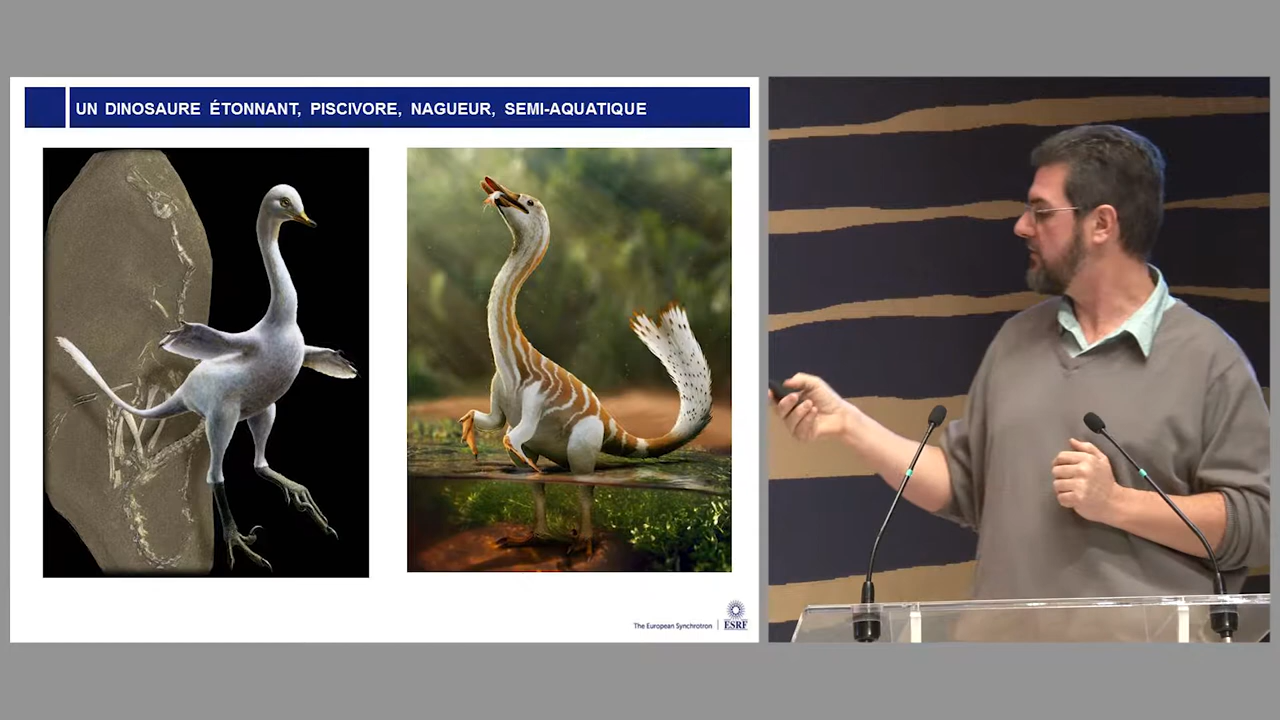 UN DINOSAURE ÉTONNANT, PISCIVORE, NAGUEUR, SEMI-AQUATIQUE
The European Synchrotron
ESRF